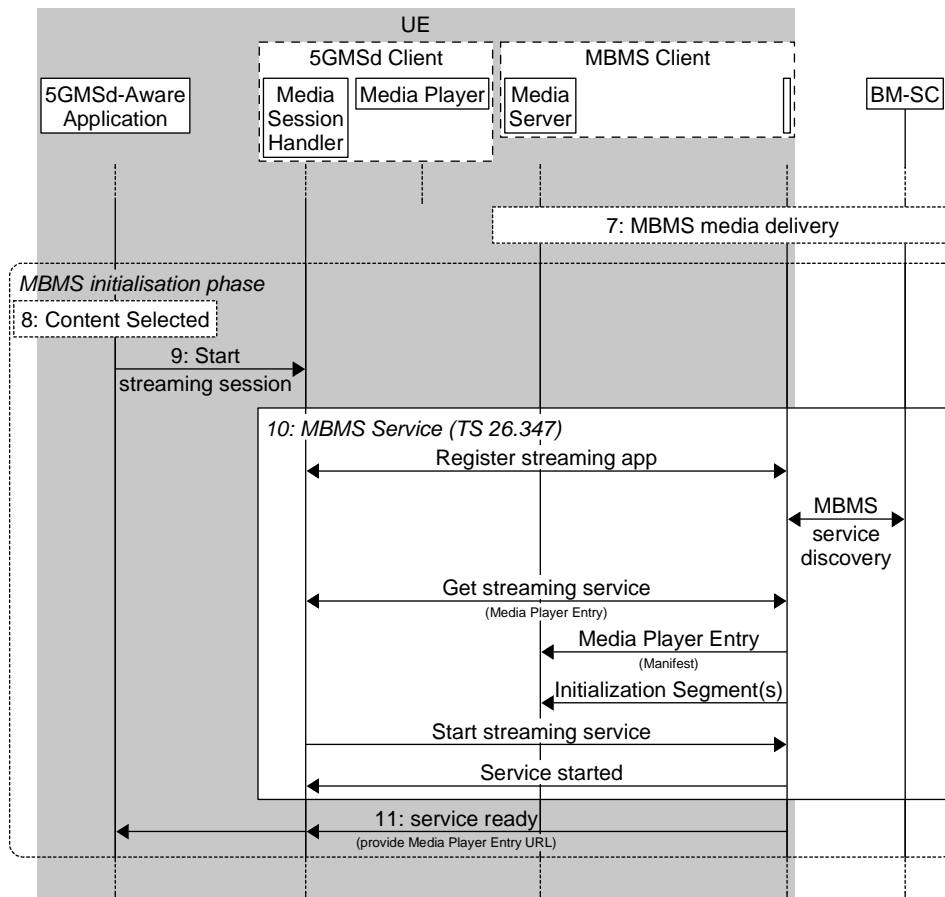 UE
5GMSd Client
MBMS Client
5GMSd-Aware
Application
Media
Session
Handler
Media Player
Media
Server
BM-SC
7: MBMS media delivery
MBMS initialisation phase
8: Content Selected
9: Start
streaming session
10: MBMS Service (TS 26.347)
Register streaming app
MBMS
service
discovery
Get streaming service
(Media Player Entry)
Media Player Entry
(Manifest)
Initialization Segment(s)
Start streaming service
Service started
11: service ready
(provide Media Player Entry URL)